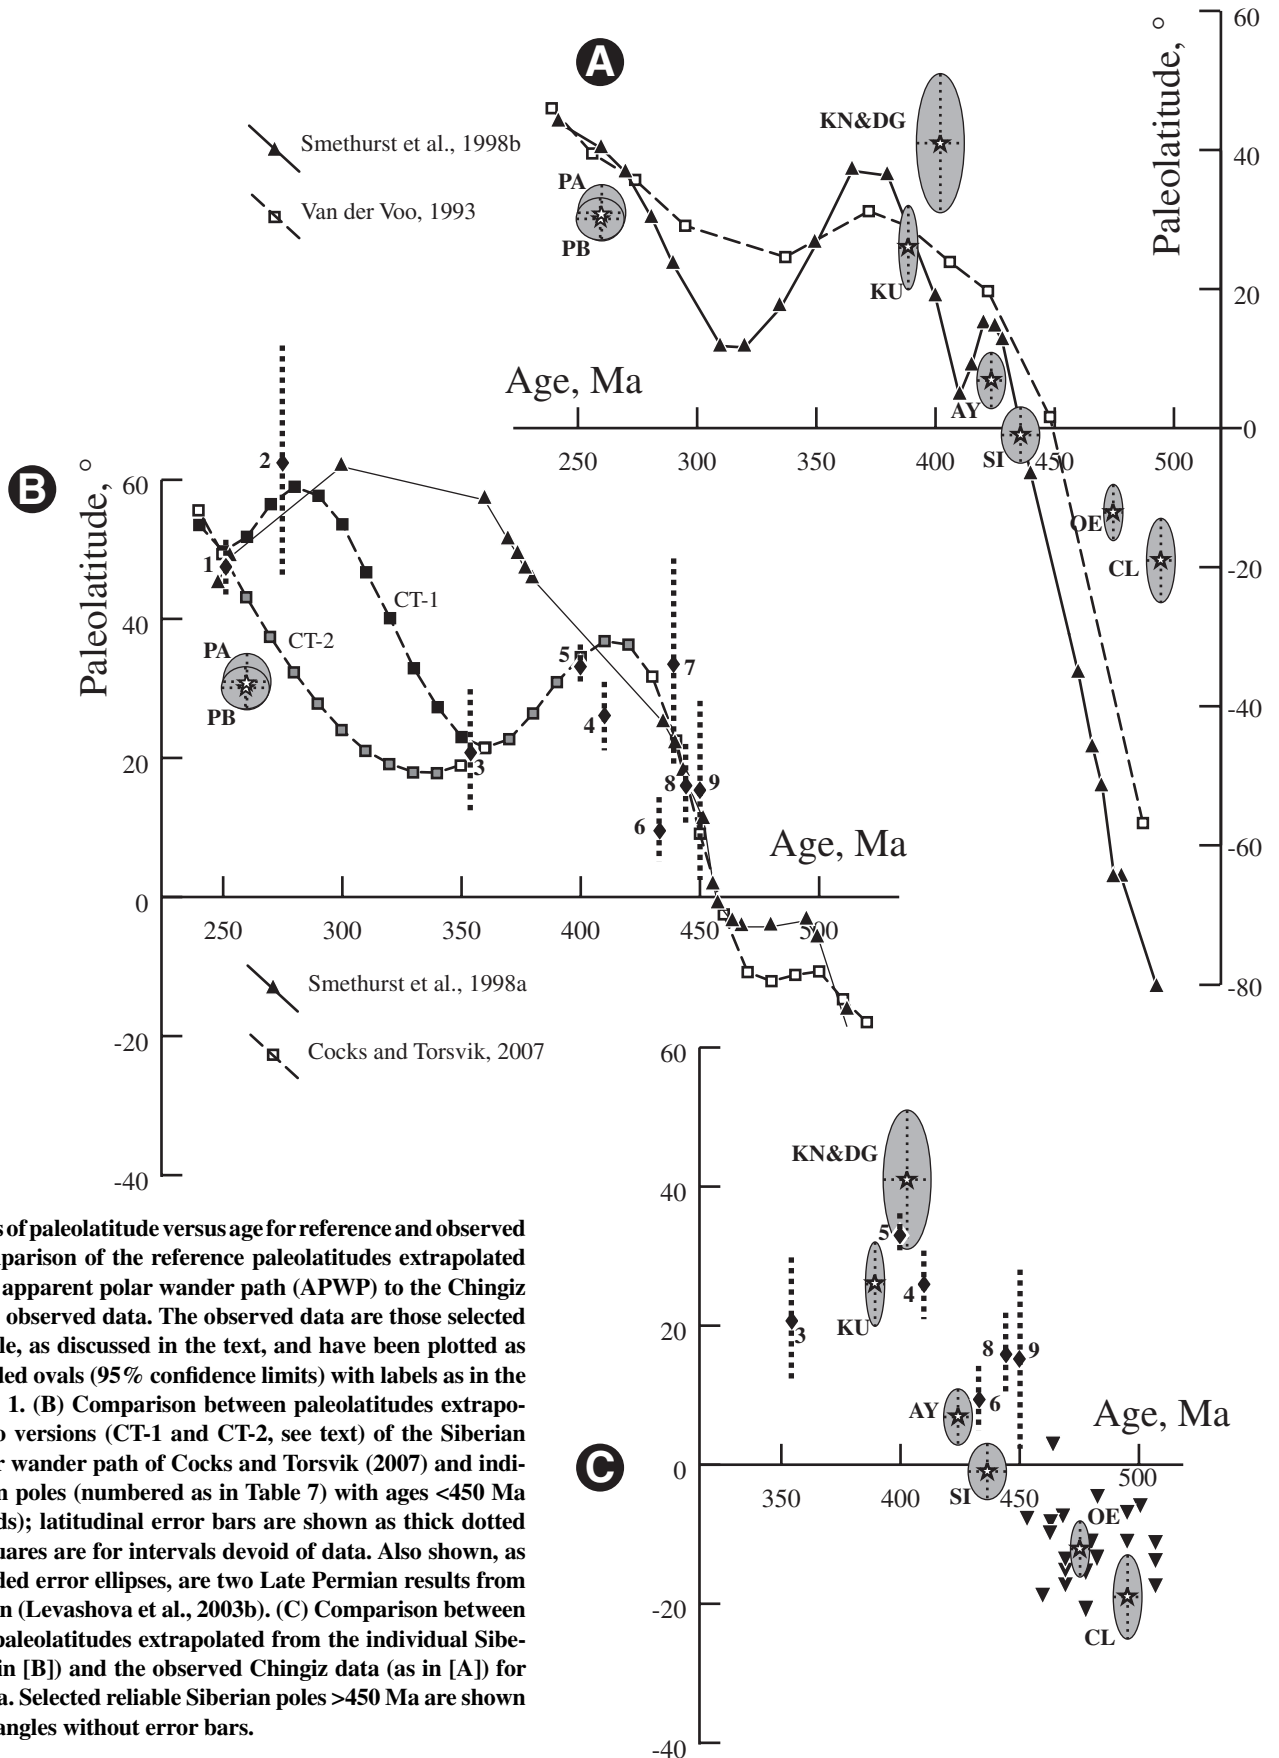 A
60
Paleolatitude, °
40
20
0
-20
-40
-60
-80
Smethurst et al., 1998b
Van der Voo, 1993
KN&DG
PA
PB
KU
AY
SI
OE
CL
Age, Ma
250
300
350
400
450
500
B
Paleolatitude, °
60
40
20
0
-20
-40
1
2
3
4
5
6
7
8
9
CT-1
CT-2
PA
PB
Age, Ma
250
300
350
400
450
500
Smethurst et al., 1998a
Cocks and Torsvik, 2007
C
60
40
20
0
-20
-40
KN&DG
5
4
KU
3
8
9
6
AY
SI
OE
CL
Age, Ma
350
400
450
500
s of paleolatitude versus age for reference and observed
parison of the reference paleolatitudes extrapolated
apparent polar wander path (APWP) to the Chingiz
observed data. The observed data are those selected
le, as discussed in the text, and have been plotted as
led ovals (95% confidence limits) with labels as in the
1. (B) Comparison between paleolatitudes extrapo-
o versions (CT-1 and CT-2, see text) of the Siberian
r wander path of Cocks and Torsvik (2007) and indi-
n poles (numbered as in Table 7) with ages <450 Ma
ds); latitudinal error bars are shown as thick dotted
uares are for intervals devoid of data. Also shown, as
ded error ellipses, are two Late Permian results from
n (Levashova et al., 2003b). (C) Comparison between
paleolatitudes extrapolated from the individual Sibe-
in [B]) and the observed Chingiz data (as in [A]) for
a. Selected reliable Siberian poles >450 Ma are shown
angles without error bars.